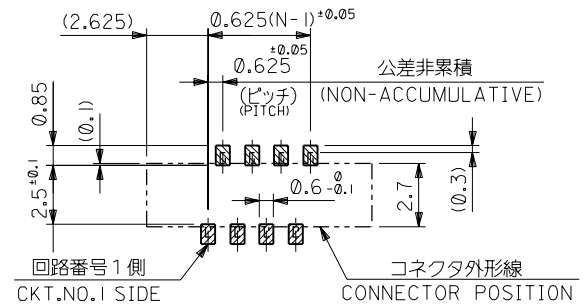 (2.625) 0.625(N-1)±0.05
±0.05
0.625 公差非累積
(ピッチ) (NON-ACCUMULATIVE)
(PITCH)
0.85
(0.1)
2.5±0.1
0.6 0 -0.1
2.7
(0.3)
回路番号1側 コネクタ外形線
CKT.NO.1 SIDE CONNECTOR POSITION